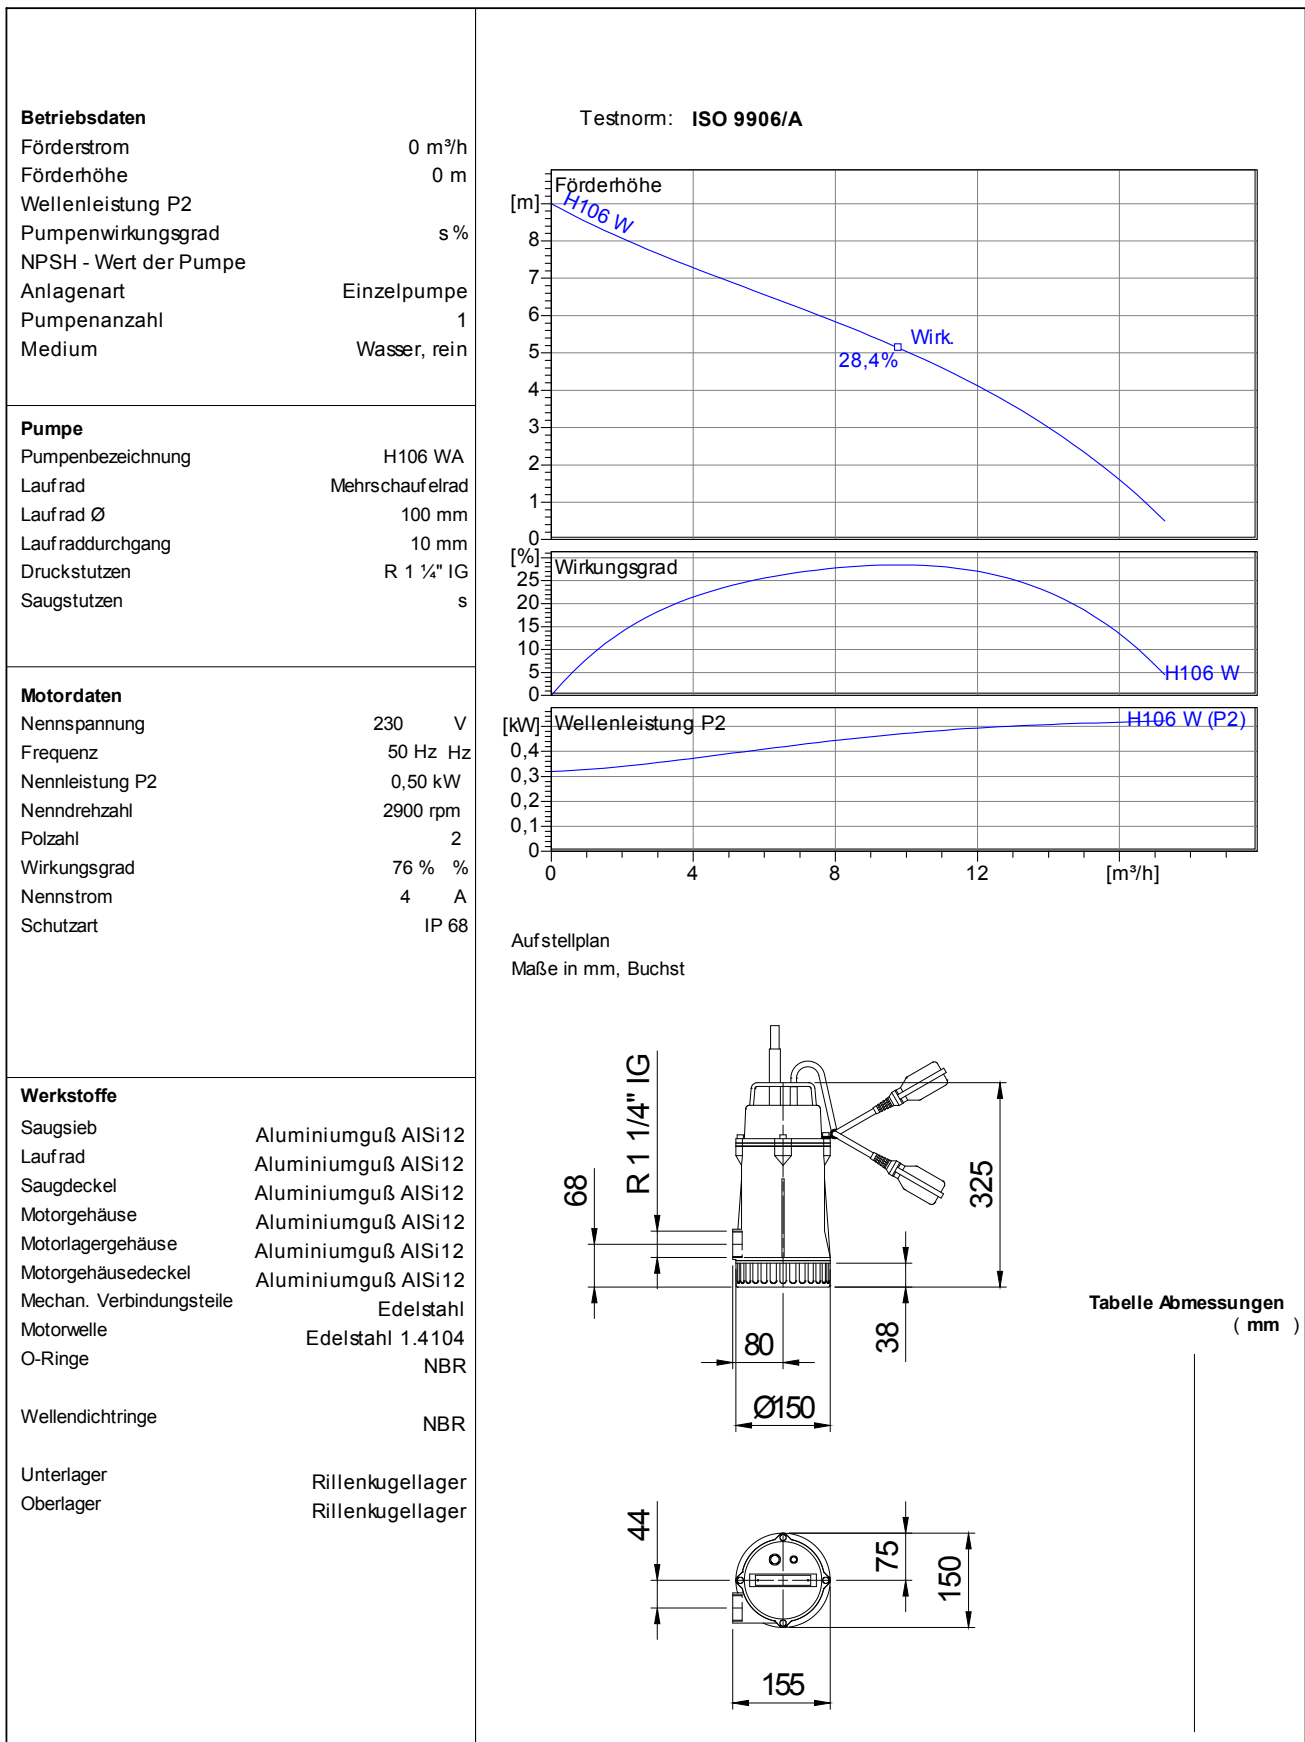 Betriebsdaten
Förderstrom 0 m³/h
Förderhöhe 0 m
Wellenleistung P2
Pumpenwirkungsgrad s %
NPSH - Wert der Pumpe
Anlagenart Einzelpumpe
Pumpenanzahl 1
Medium Wasser, rein
Pumpe
Pumpenbezeichnung H106 WA
Laufrad Mehrschaufelrad
Laufrad Ø 100 mm
Laufraddurchgang 10 mm
Druckstutzen R 1 ¼" IG
Saugstutzen s
Motordaten
Nennspannung 230 V
Frequenz 50 Hz Hz
Nennleistung P2 0,50 kW
Nenndrehzahl 2900 rpm
Polzahl 2
Wirkungsgrad 76 % %
Nennstrom 4 A
Schutzart IP 68
Werkstoffe
Saugsieb Aluminiumguß AlSi12
Laufrad Aluminiumguß AlSi12
Saugdeckel Aluminiumguß AlSi12
Motorgehäuse Aluminiumguß AlSi12
Motorlagergehäuse Aluminiumguß AlSi12
Motorgehäusedeckel Aluminiumguß AlSi12
Mechan. Verbindungsteile Edelstahl
Motorwelle Edelstahl 1.4104
O-Ringe NBR
Wellendichtringe NBR
Unterlager Rillenkugellager
Oberlager Rillenkugellager
Testnorm: ISO 9906/A
Förderhöhe
[m]
H106 W
8
7
6
Wirk.
5
28,4%
4
3
2
1
0
[%]
Wirkungsgrad
25
20
15
10
5
H106 W
0
[kW]
Wellenleistung P2
H106 W (P2)
0,4
0,3
0,2
0,1
0
0 4 8 12 [m³/h]
Aufstellplan
Maße in mm, Buchst
R 1 1/4" IG
68
325
38
80
Ø150
Tabelle Abmessungen
( mm )
44
75
150
155